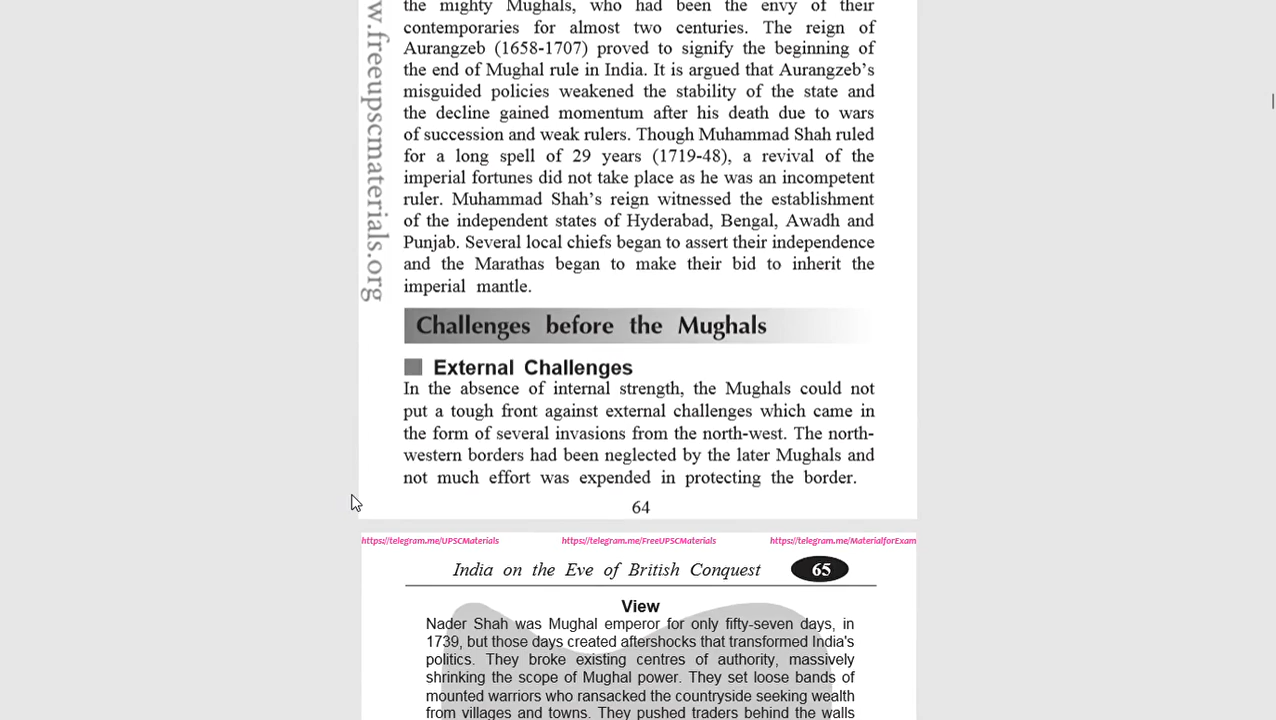 the mighty Mughals, who had been the envy of their
contemporaries for almost two centuries. The reign of
Aurangzeb (1658-1707) proved to signify the beginning of
the end of Mughal rule in India. It is argued that Aurangzeb's
misguided policies weakened the stability of the state and
the decline gained momentum after his death due to wars
of succession and weak rulers. Though Muhammad Shah ruled
for a long spell of 29 years (1719-48), a revival of the
imperial fortunes did not take place as he was an incompetent
ruler. Muhammad Shah's reign witnessed the establishment
of the independent states of Hyderabad, Bengal, Awadh and
Punjab. Several local chiefs began to assert their independence
and the Marathas began to make their bid to inherit the
imperial mantle.
w.freeupscmaterials.org
Challenges before the Mughals
External Challenges
In the absence of internal strength, the Mughals could not
put a tough front against external challenges which came in
the form of several invasions from the north-west. The north-
western borders had been neglected by the later Mughals and
not much effort was expended in protecting the border.
64
https://telegram.me/UPSCMaterials https://telegram.me/FreeUPSCMaterials https://telegram.me/MaterialforExam
India on the Eve of British Conquest 65
View
Nader Shah was Mughal emperor for only fifty-seven days, in
1739, but those days created aftershocks that transformed India's
politics. They broke existing centres of authority, massively
shrinking the scope of Mughal power. They set loose bands of
mounted warriors who ransacked the countryside seeking wealth
from villages and towns. They pushed traders behind the walls